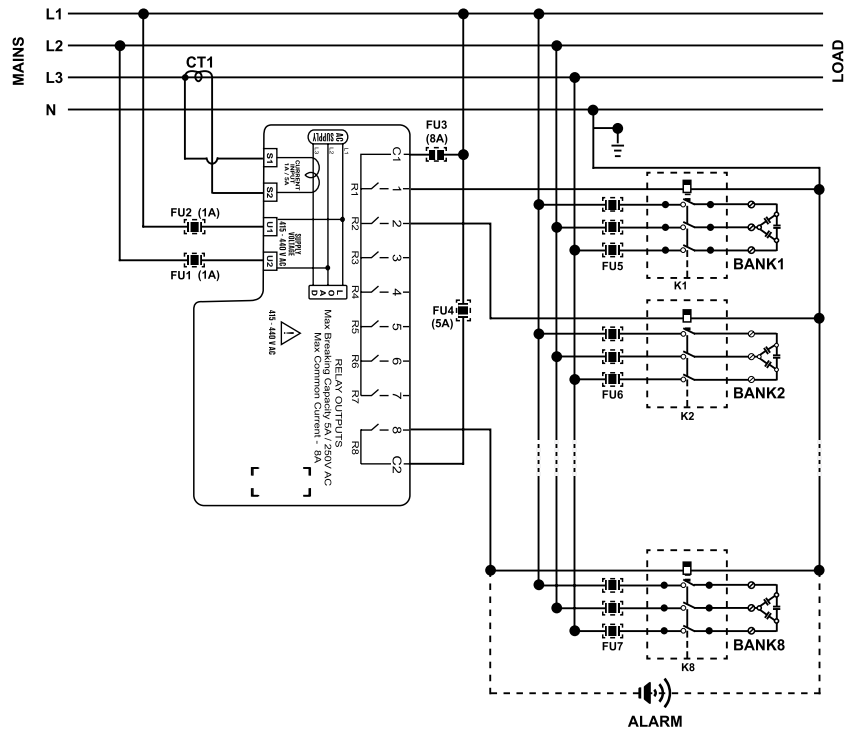 L1
L2
L3
N
MAINS
LOAD
CT1
AC SUPPLY
L3
L2
L1
S1
S2
CURRENT
INPUT
1A / 5A
FU2 (1A)
FU1 (1A)
U1
U2
SUPPLY
VOLTAGE
415 - 440 V AC
LOAD
415 - 440 V AC
RELAY OUTPUTS
Max Breaking Capacity 5A / 250V AC
Max Common Current - 8A
C1
R1
1
R2
2
R3
3
R4
4
R5
5
R6
6
R7
7
R8
8
C2
FU3
(8A)
FU4
(5A)
FU5
K1
BANK1
FU6
K2
BANK2
FU7
K8
BANK8
ALARM